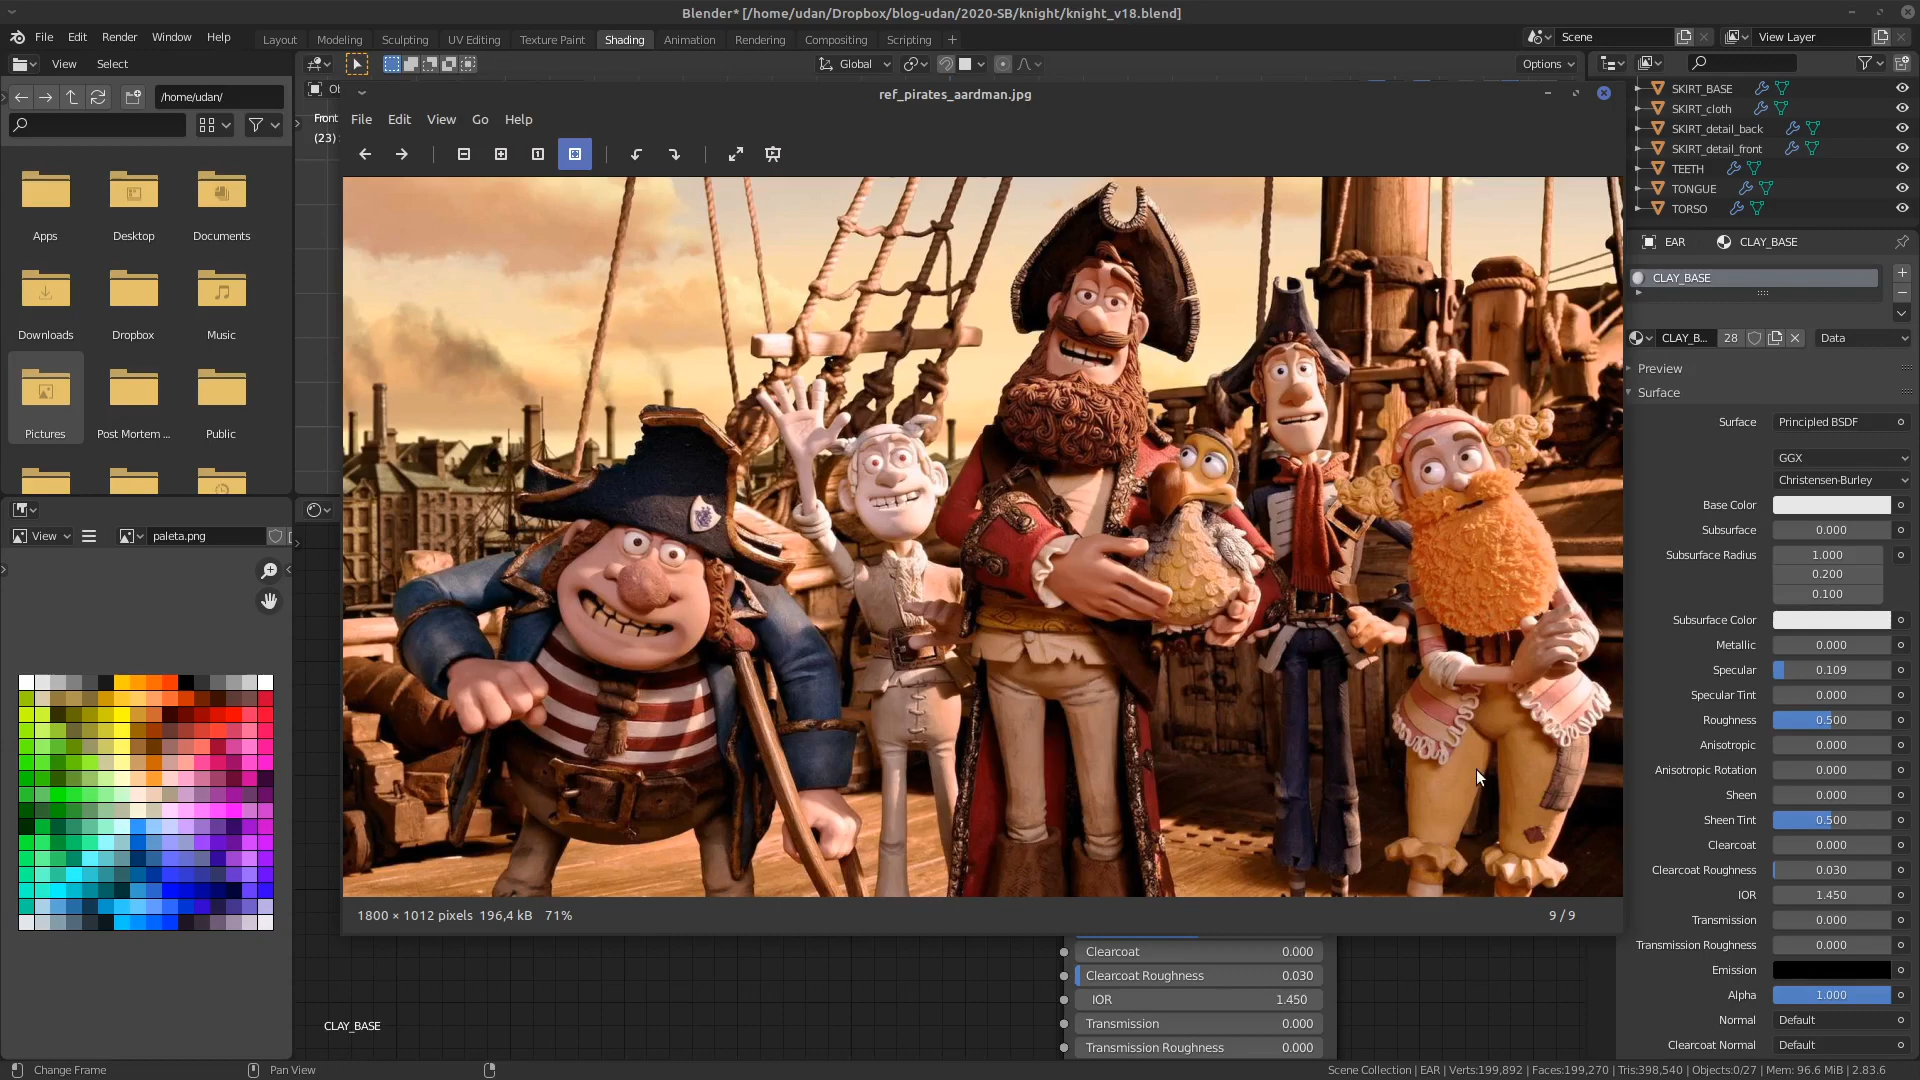 Blender* [/home/udan/Dropbox/blog-udan/2020-SB/knight/knight_v18.blend]
File Edit Render Window Help
Layout Modeling Sculpting UV Editing Texture Paint Shading Animation Rendering Compositing Scripting +
Scene
View Layer
View Select
Global
Options
/home/udan/
Apps Desktop Documents
Downloads Dropbox Music
Pictures Post Mortem ... Public
View
paleta.png
Front
(23)
ref_pirates_aardman.jpg
File Edit View Go Help
1800 × 1012 pixels 196,4 kB 71%
9 / 9
Clearcoat 0.000
Clearcoat Roughness 0.030
IOR 1.450
Transmission 0.000
Transmission Roughness 0.000
CLAY_BASE
SKIRT_BASE
SKIRT_cloth
SKIRT_detail_back
SKIRT_detail_front
TEETH
TONGUE
TORSO
EAR CLAY_BASE
CLAY_BASE
CLAY_B... 28 Data
Preview
Surface
Surface Principled BSDF
GGX
Christensen-Burley
Base Color
Subsurface 0.000
Subsurface Radius 1.000
0.200
0.100
Subsurface Color
Metallic 0.000
Specular 0.109
Specular Tint 0.000
Roughness 0.500
Anisotropic 0.000
Anisotropic Rotation 0.000
Sheen 0.000
Sheen Tint 0.500
Clearcoat 0.000
Clearcoat Roughness 0.030
IOR 1.450
Transmission 0.000
Transmission Roughness 0.000
Emission
Alpha 1.000
Normal Default
Clearcoat Normal Default
Change Frame
Pan View
Scene Collection | EAR | Verts:199,892 | Faces:199,270 | Tris:398,540 | Objects:0/27 | Mem: 96.6 MiB | 2.83.6